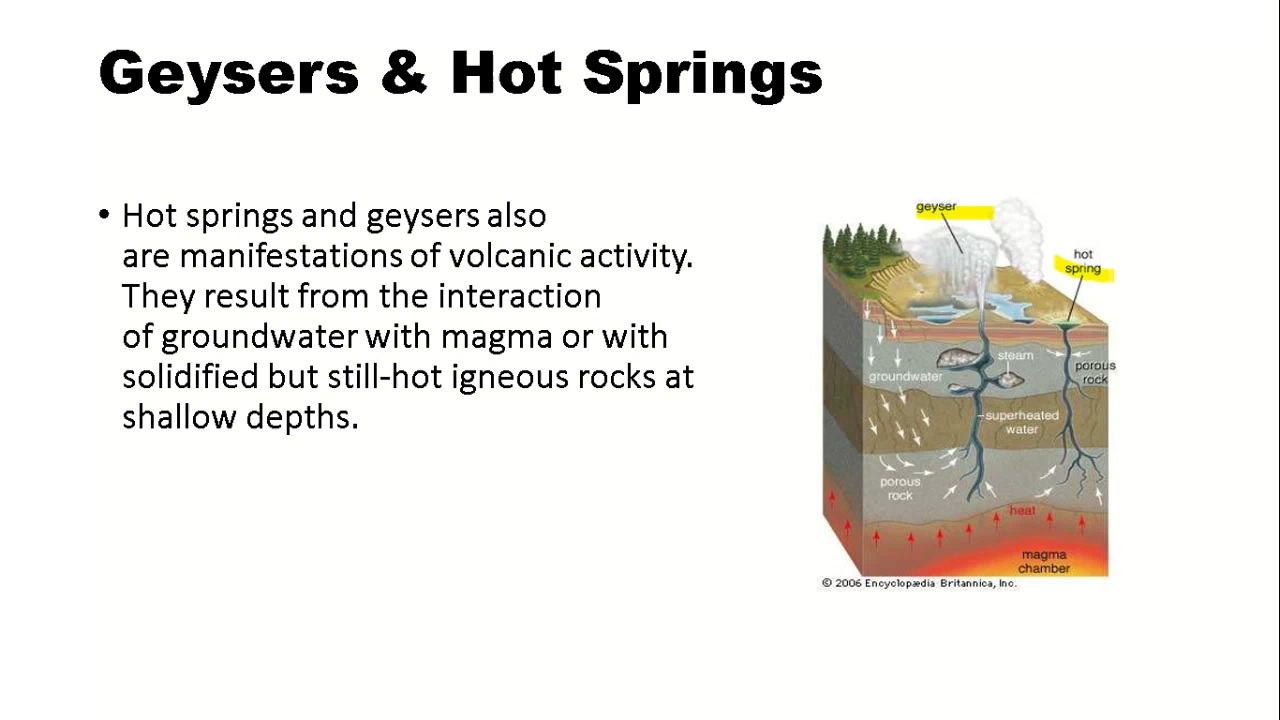 Geysers & Hot Springs
• Hot springs and geysers also
are manifestations of volcanic activity.
They result from the interaction
of groundwater with magma or with
solidified but still-hot igneous rocks at
shallow depths.
geyser
hot
spring
steam
porous
rock
groundwater
superheated
water
porous
rock
heat
magma
chamber
© 2006 Encyclopædia Britannica, Inc.